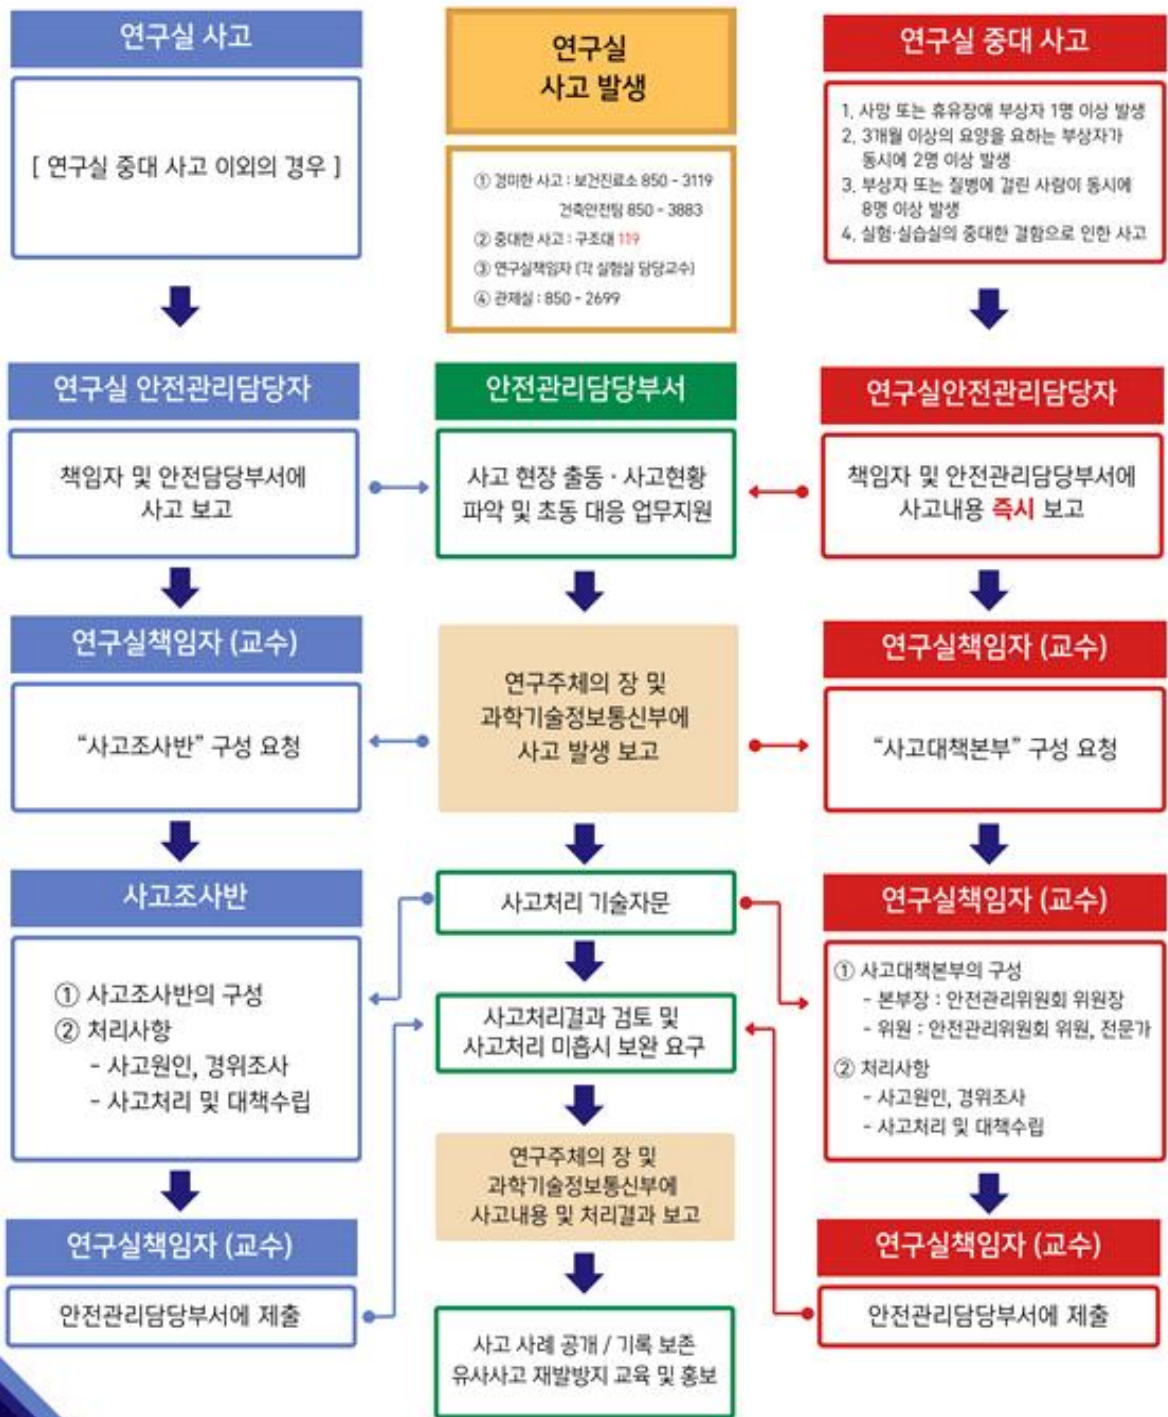 연구실 사고
[ 연구실 중대 사고 이외의 경우 ]
연구실
사고 발생
① 경미한 사고 : 보건진료소 850 - 3119
건축안전팀 850 - 3883
② 중대한 사고 : 구조대 119
③ 연구실책임자 (각 실험실 담당교수)
④ 관제실 : 850 - 2699
연구실 중대 사고
1. 사망 또는 휴유장애 부상자 1명 이상 발생
2. 3개월 이상의 요양을 요하는 부상자가
동시에 2명 이상 발생
3. 부상자 또는 질병에 걸린 사람이 동시에
8명 이상 발생
4. 실험·실습실의 중대한 결함으로 인한 사고
연구실 안전관리담당자
책임자 및 안전담당부서에
사고 보고
안전관리담당부서
사고 현장 출동 · 사고현황
파악 및 초동 대응 업무지원
연구실안전관리담당자
책임자 및 안전관리담당부서에
사고내용 즉시 보고
연구실책임자 (교수)
“사고조사반” 구성 요청
연구주체의 장 및
과학기술정보통신부에
사고 발생 보고
연구실책임자 (교수)
“사고대책본부” 구성 요청
사고조사반
① 사고조사반의 구성
② 처리사항
- 사고원인, 경위조사
- 사고처리 및 대책수립
사고처리 기술자문
사고처리결과 검토 및
사고처리 미흡시 보완 요구
연구주체의 장 및
과학기술정보통신부에
사고내용 및 처리결과 보고
연구실책임자 (교수)
① 사고대책본부의 구성
- 본부장 : 안전관리위원회 위원장
- 위원 : 안전관리위원회 위원, 전문가
② 처리사항
- 사고원인, 경위조사
- 사고처리 및 대책수립
연구실책임자 (교수)
안전관리담당부서에 제출
사고 사례 공개 / 기록 보존
유사사고 재발방지 교육 및 홍보
연구실책임자 (교수)
안전관리담당부서에 제출